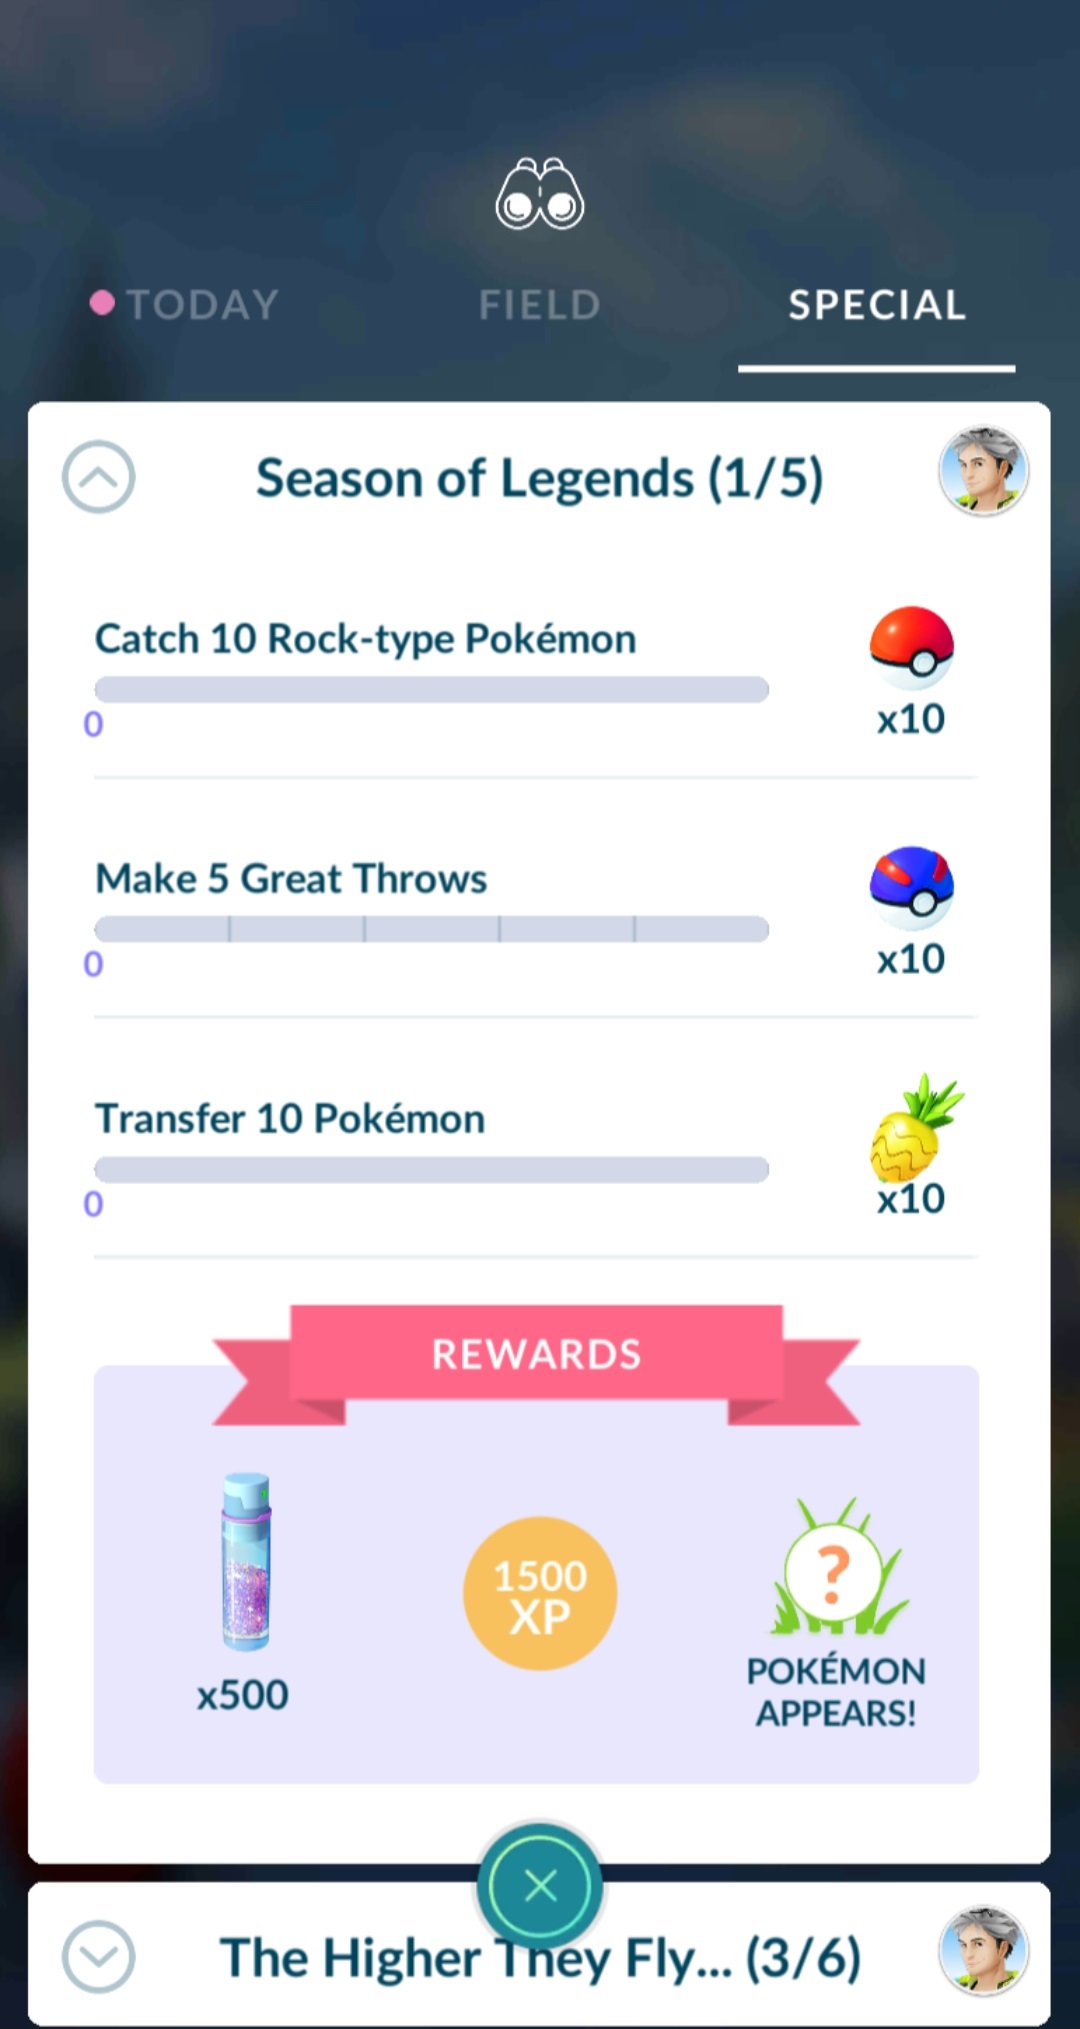 TODAY
FIELD
SPECIAL
Season of Legends (1/5)
Catch 10 Rock-type Pokémon
0
x10
Make 5 Great Throws
0
x10
Transfer 10 Pokémon
0
x10
REWARDS
x500
1500
XP
?
POKÉMON
APPEARS!
The Higher They Fly... (3/6)